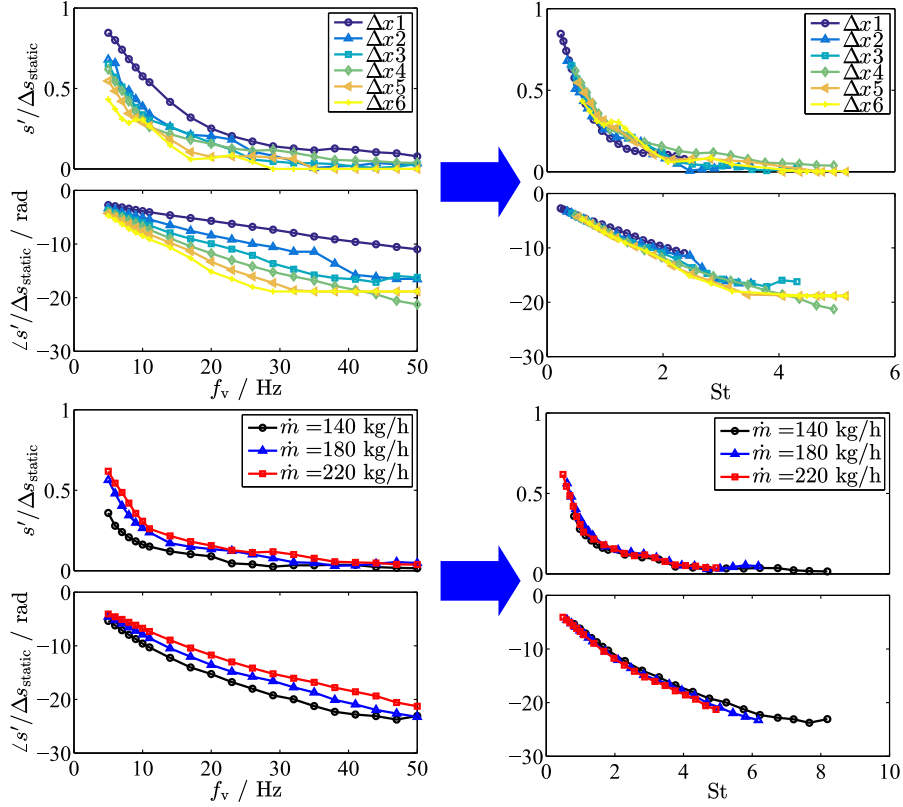 1
0.5
0
s′/Δs_static
Δx1
Δx2
Δx3
Δx4
Δx5
Δx6
0
−10
−20
−30
∠s′/Δs_static / rad
0 10 20 30 40 50
f_v / Hz
1
0.5
0
Δx1
Δx2
Δx3
Δx4
Δx5
Δx6
0
−10
−20
−30
0 2 4 6
St
1
0.5
0
s′/Δs_static
ṁ =140 kg/h
ṁ =180 kg/h
ṁ =220 kg/h
0
−10
−20
−30
∠s′/Δs_static / rad
0 10 20 30 40 50
f_v / Hz
1
0.5
0
ṁ =140 kg/h
ṁ =180 kg/h
ṁ =220 kg/h
0
−10
−20
−30
0 2 4 6 8 10
St